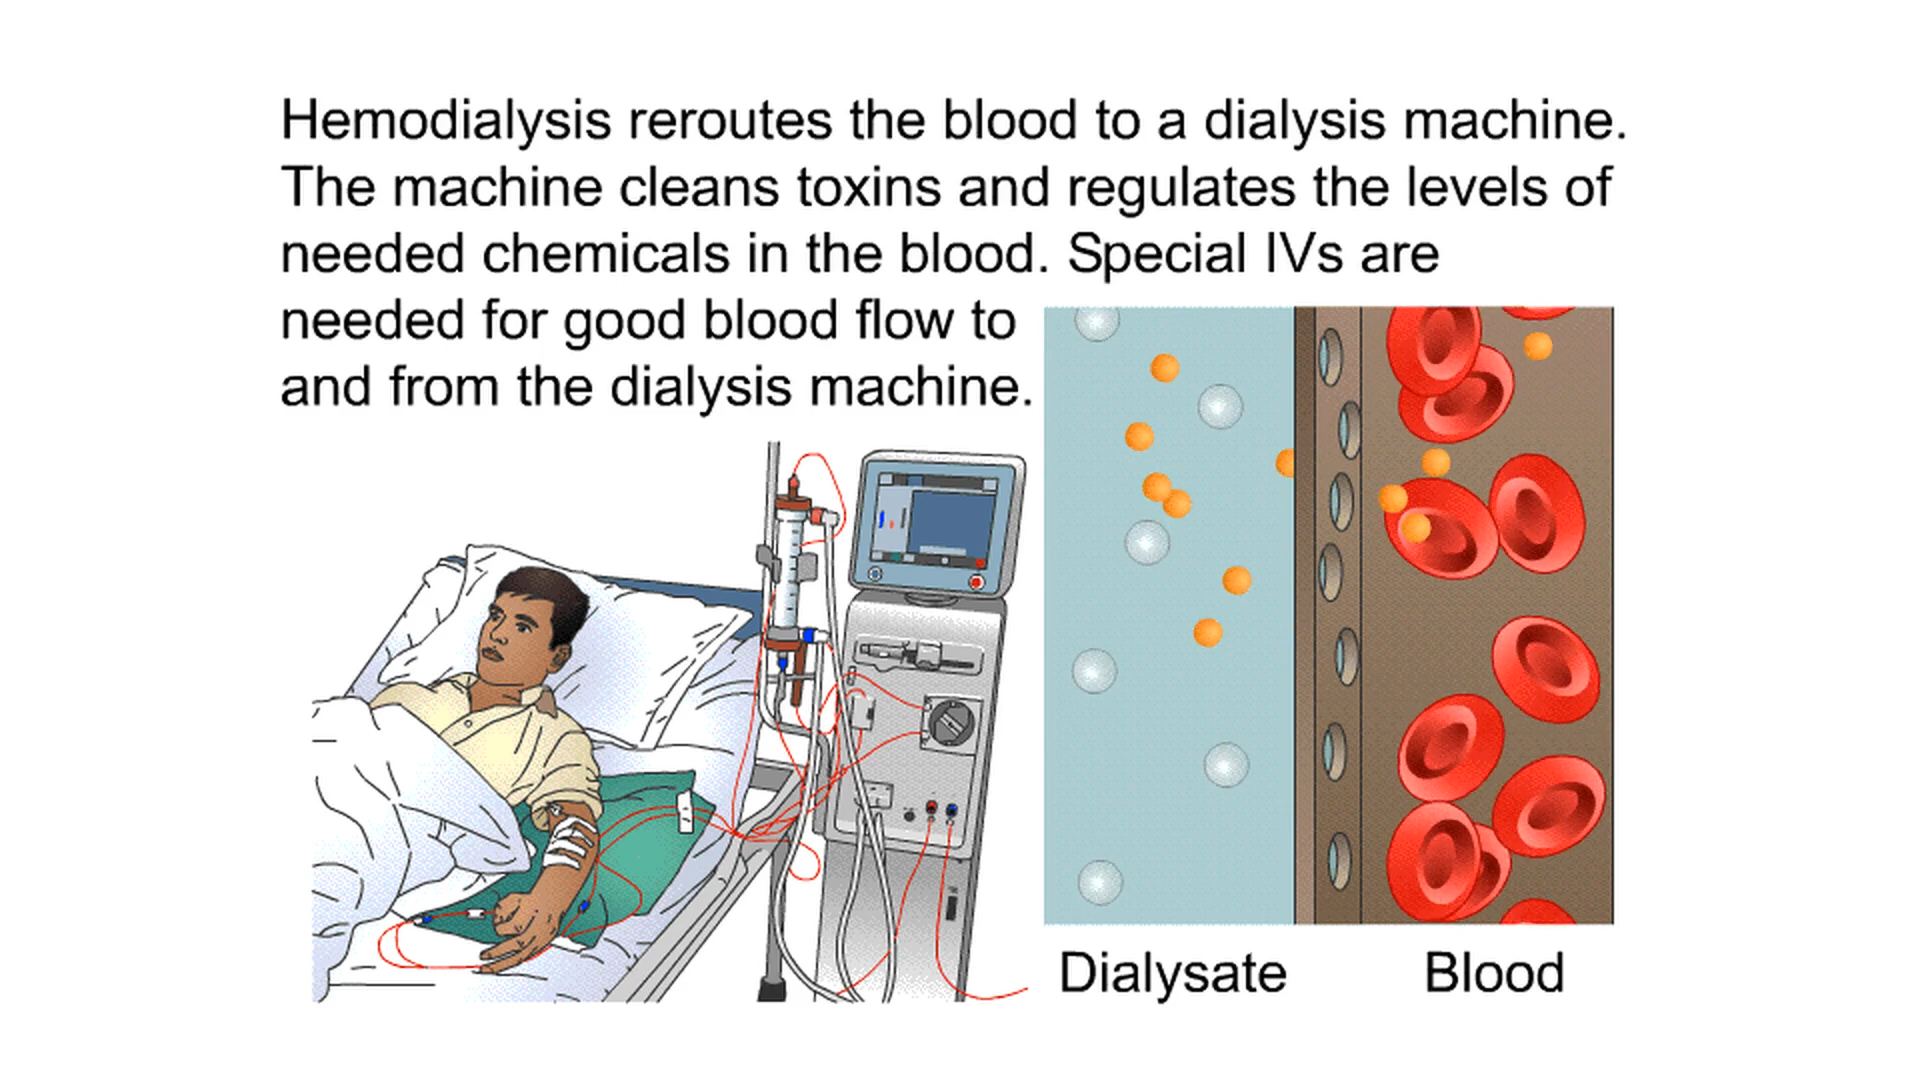 Hemodialysis reroutes the blood to a dialysis machine.
The machine cleans toxins and regulates the levels of
needed chemicals in the blood. Special IVs are
needed for good blood flow to
and from the dialysis machine.
Dialysate
Blood